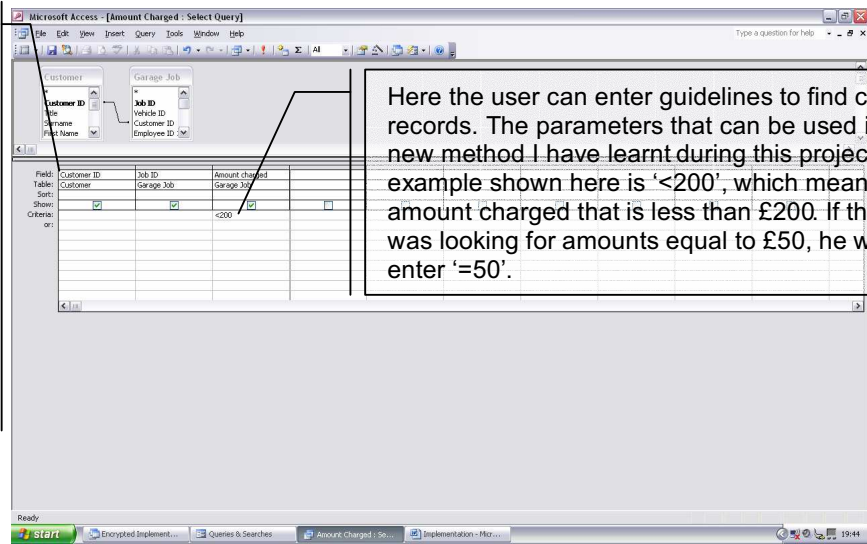 Microsoft Access - [Amount Charged : Select Query]
File Edit View Insert Query Tools Window Help
Type a question for help
All
Customer
*
Customer ID
Title
Surname
First Name
Garage Job
*
Job ID
Vehicle ID
Customer ID
Employee ID
Here the user can enter guidelines to find c
records. The parameters that can be used i
new method I have learnt during this projec
example shown here is ‘<200’, which mean
amount charged that is less than £200. If th
was looking for amounts equal to £50, he w
enter ‘=50’.
Field: Customer ID Job ID Amount charged
Table: Customer Garage Job Garage Job
Sort:
Show:
Criteria: <200
or:
Ready
start Encrypted Implement... Queries & Searches Amount Charged : Se... Implementation - Micr... 19:44